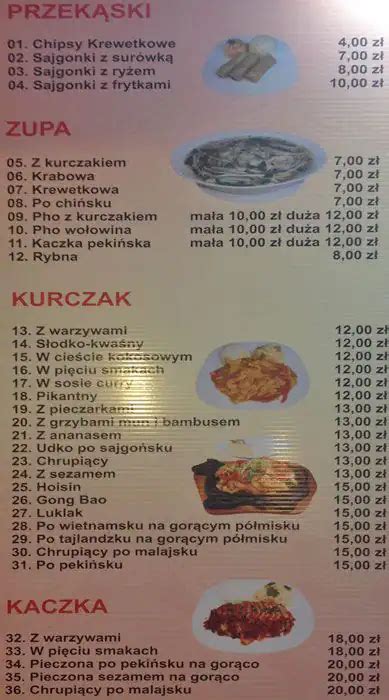 PRZEKĄSKI
01. Chipsy Krewetkowe 4,00 zł
02. Sajgonki z surówką 7,00 zł
03. Sajgonki z ryżem 8,00 zł
04. Sajgonki z frytkami 10,00 zł
ZUPA
05. Z kurczakiem 7,00 zł
06. Krabowa 7,00 zł
07. Krewetkowa 7,00 zł
08. Po chińsku 7,00 zł
09. Pho z kurczakiem mała 10,00 zł duża 12,00 zł
10. Pho wołowina mała 10,00 zł duża 12,00 zł
11. Kaczka pekińska mała 10,00 zł duża 12,00 zł
12. Rybna 8,00 zł
KURCZAK
13. Z warzywami 12,00 zł
14. Słodko-kwaśny 12,00 zł
15. W cieście kokosowym 12,00 zł
16. W pięciu smakach 12,00 zł
17. W sosie curry 12,00 zł
18. Pikantny 12,00 zł
19. Z pieczarkami 13,00 zł
20. Z grzybami mun i bambusem 13,00 zł
21. Z ananasem 13,00 zł
22. Udko po sajgońsku 13,00 zł
23. Chrupiący 13,00 zł
24. Z sezamem 13,00 zł
25. Hoisin 15,00 zł
26. Gong Bao 15,00 zł
27. Luklak 15,00 zł
28. Po wietnamsku na gorącym półmisku 15,00 zł
29. Po tajlandzku na gorącym półmisku 15,00 zł
30. Chrupiący po malajsku 15,00 zł
31. Po pekińsku 15,00 zł
KACZKA
32. Z warzywami 18,00 zł
33. W pięciu smakach 18,00 zł
34. Pieczona po pekińsku na gorąco 20,00 zł
35. Pieczona sezamem na gorąco 20,00 zł
36. Chrupiący po malajsku 20,00 zł